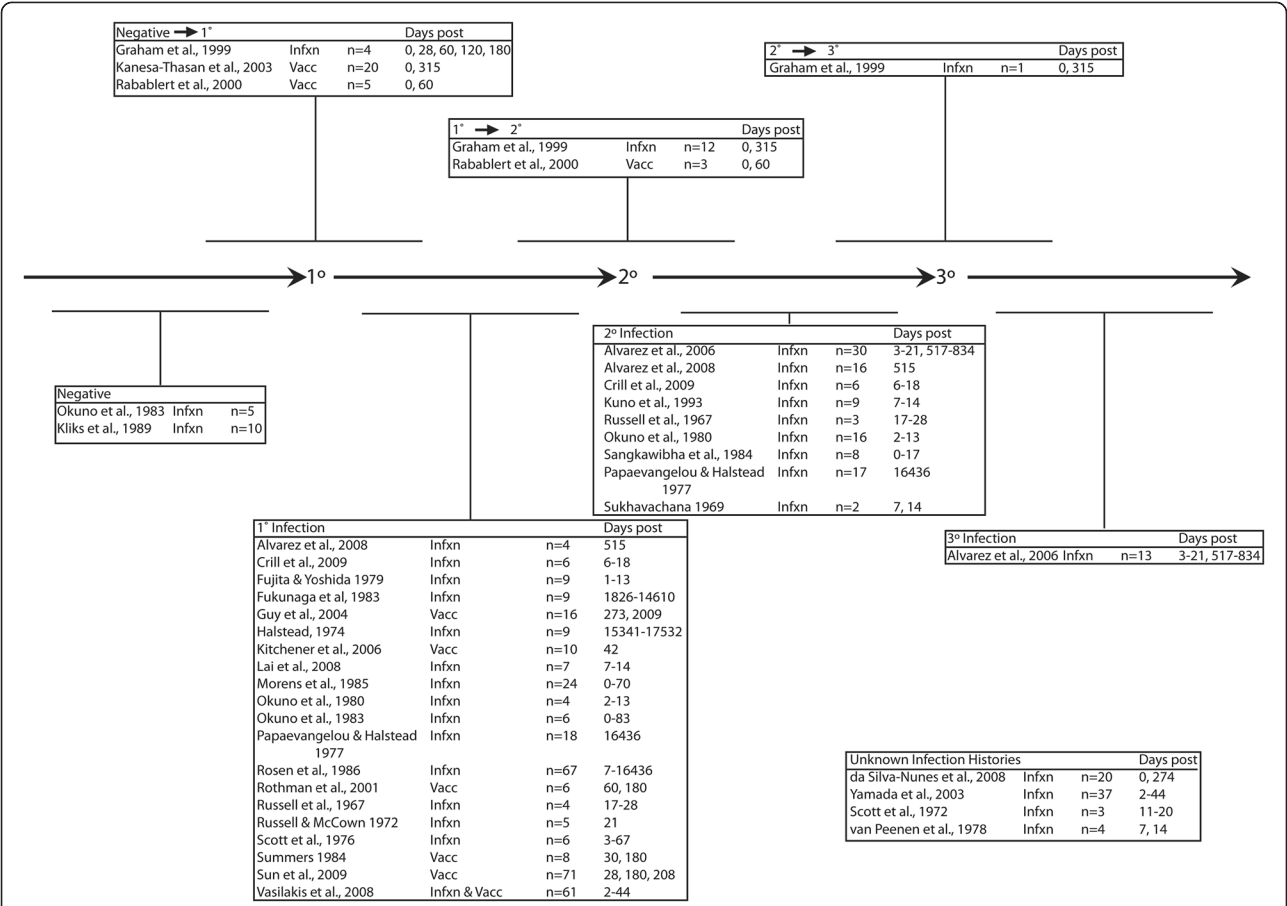 Negative → 1˚ Days post
Graham et al., 1999 Infxn n=4 0, 28, 60, 120, 180
Kanesa-Thasan et al., 2003 Vacc n=20 0, 315
Rabablert et al., 2000 Vacc n=5 0, 60
2˚ → 3˚ Days post
Graham et al., 1999 Infxn n=1 0, 315
1˚ → 2˚ Days post
Graham et al., 1999 Infxn n=12 0, 315
Rabablert et al., 2000 Vacc n=3 0, 60
1º 2º 3º
Negative
Okuno et al., 1983 Infxn n=5
Kliks et al., 1989 Infxn n=10
2º Infection Days post
Alvarez et al., 2006 Infxn n=30 3-21, 517-834
Alvarez et al., 2008 Infxn n=16 515
Crill et al., 2009 Infxn n=6 6-18
Kuno et al., 1993 Infxn n=9 7-14
Russell et al., 1967 Infxn n=3 17-28
Okuno et al., 1980 Infxn n=16 2-13
Sangkawibha et al., 1984 Infxn n=8 0-17
Papaevangelou & Halstead Infxn n=17 16436
1977
Sukhavachana 1969 Infxn n=2 7, 14
1˚ Infection Days post
Alvarez et al., 2008 Infxn n=4 515
Crill et al., 2009 Infxn n=6 6-18
Fujita & Yoshida 1979 Infxn n=9 1-13
Fukunaga et al, 1983 Infxn n=9 1826-14610
Guy et al., 2004 Vacc n=16 273, 2009
Halstead, 1974 Infxn n=9 15341-17532
Kitchener et al., 2006 Vacc n=10 42
Lai et al., 2008 Infxn n=7 7-14
Morens et al., 1985 Infxn n=24 0-70
Okuno et al., 1980 Infxn n=4 2-13
Okuno et al., 1983 Infxn n=6 0-83
Papaevangelou & Halstead Infxn n=18 16436
1977
Rosen et al., 1986 Infxn n=67 7-16436
Rothman et al., 2001 Vacc n=6 60, 180
Russell et al., 1967 Infxn n=4 17-28
Russell & McCown 1972 Infxn n=5 21
Scott et al., 1976 Infxn n=6 3-67
Summers 1984 Vacc n=8 30, 180
Sun et al., 2009 Vacc n=71 28, 180, 208
Vasilakis et al., 2008 Infxn & Vacc n=61 2-44
3º Infection Days post
Alvarez et al., 2006 Infxn n=13 3-21, 517-834
Unknown Infection Histories Days post
da Silva-Nunes et al., 2008 Infxn n=20 0, 274
Yamada et al., 2003 Infxn n=37 2-44
Scott et al., 1972 Infxn n=3 11-20
van Peenen et al., 1978 Infxn n=4 7, 14